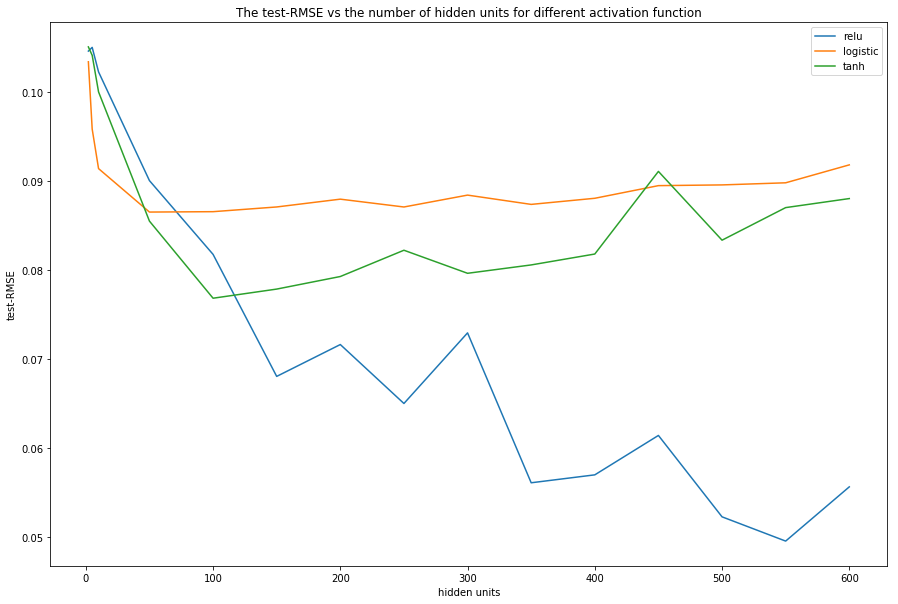 The test-RMSE vs the number of hidden units for different activation function
relu
logistic
tanh
0.10
0.09
0.08
0.07
0.06
0.05
test-RMSE
0 100 200 300 400 500 600
hidden units